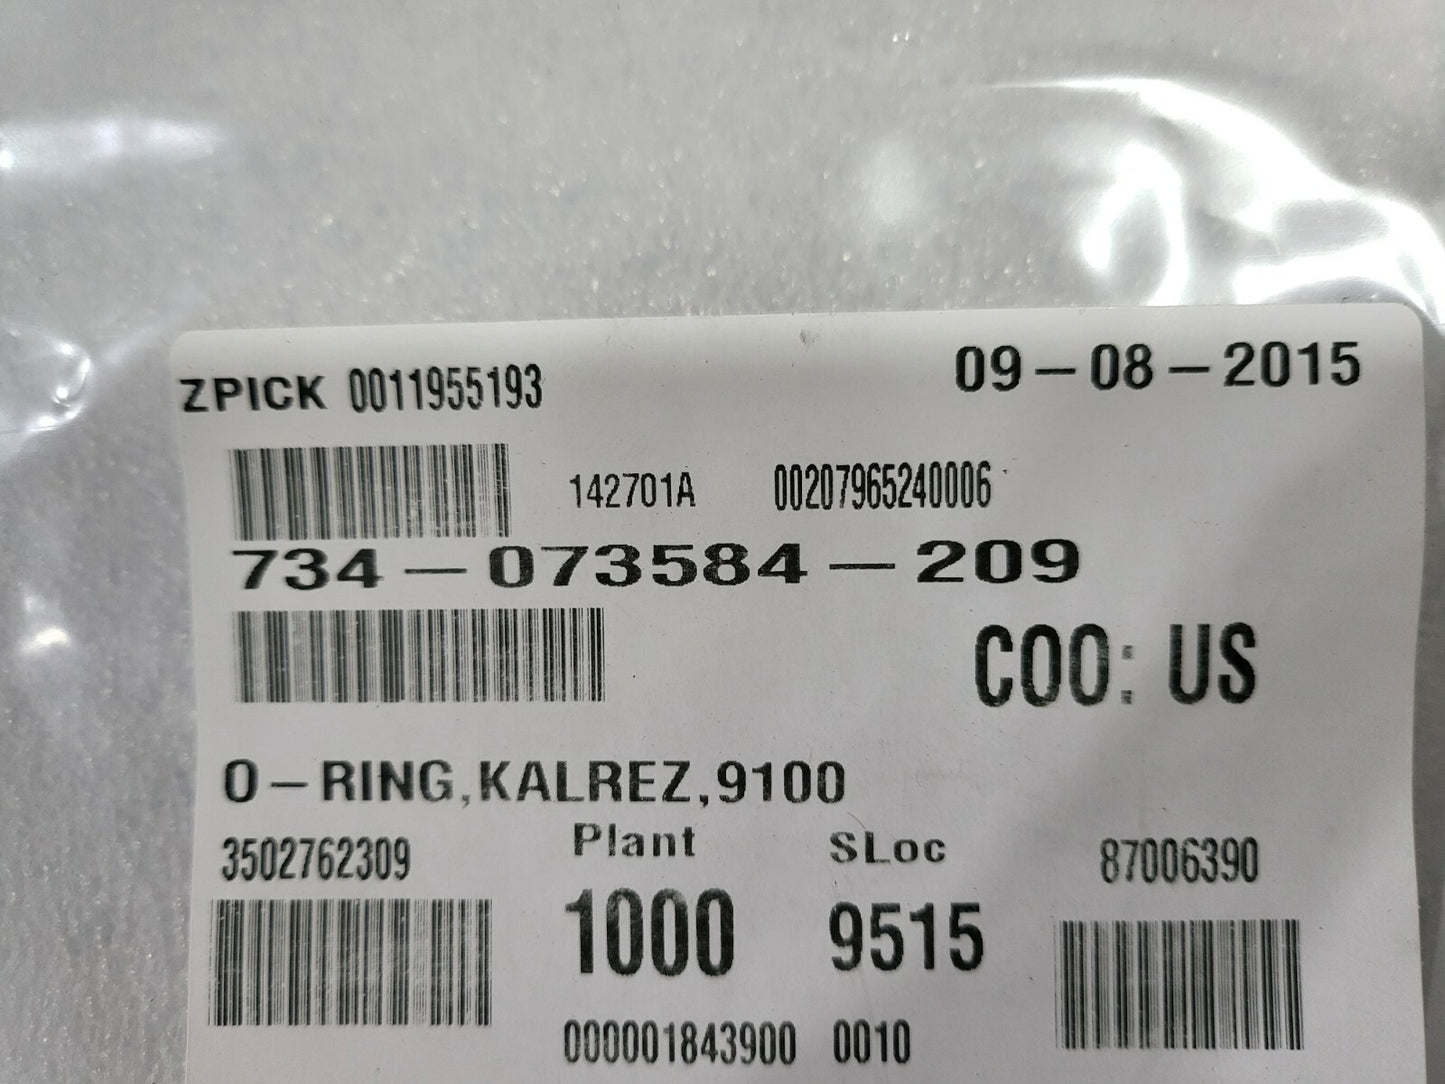 ZPICK 0011955193 09-08-2015
142701A 00207965240006
734-073584-209
COO: US
O-RING,KALREZ,9100
3502762309 Plant SLoc 87006390
1000 9515
000001843900 0010